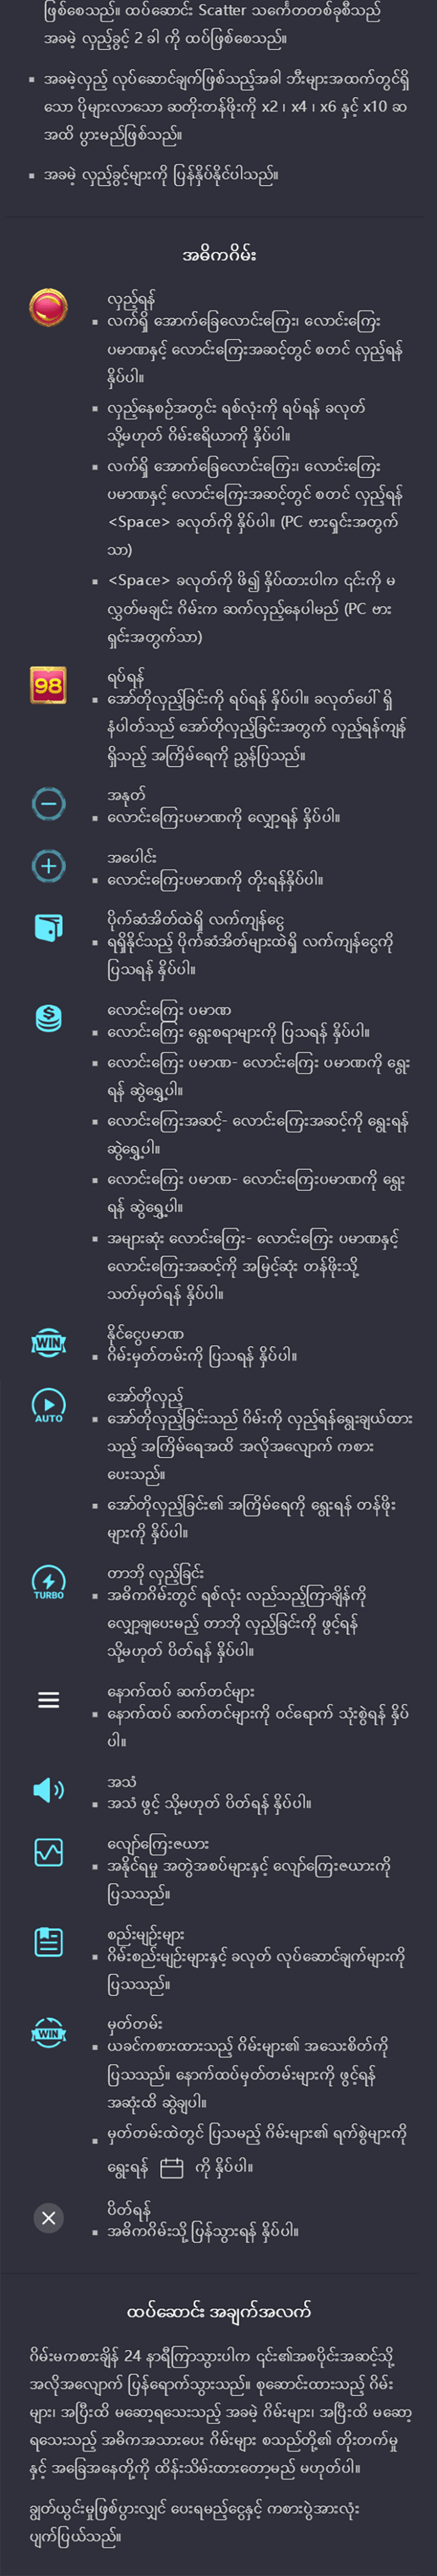 ဖြစ်စေသည်။ ထပ်ဆောင်း Scatter သင်္ကေတတစ်ခုစီသည်
အခမဲ့ လှည့်ခွင့် 2 ခါ ကို ထပ်ဖြစ်စေသည်။
အခမဲ့လှည့် လုပ်ဆောင်ချက်ဖြစ်သည့်အခါ ဘီးများအထက်တွင်ရှိ
သော ပိုများလာသော ဆတိုးတန်ဖိုးကို x2 ၊ x4 ၊ x6 နှင့် x10 ဆ
အထိ ပွားမည်ဖြစ်သည်။
အခမဲ့ လှည့်ခွင့်များကို ပြန်နှိပ်နိုင်ပါသည်။
အဓိကဂိမ်း
လှည့်ရန်
လက်ရှိ အောက်ခြေလောင်းကြေး၊ လောင်းကြေး
ပမာဏနှင့် လောင်းကြေးအဆင့်တွင် စတင် လှည့်ရန်
နှိပ်ပါ။
လှည့်နေစဉ်အတွင်း ရစ်လုံးကို ရပ်ရန် ခလုတ်
သို့မဟုတ် ဂိမ်းဧရိယာကို နှိပ်ပါ။
လက်ရှိ အောက်ခြေလောင်းကြေး၊ လောင်းကြေး
ပမာဏနှင့် လောင်းကြေးအဆင့်တွင် စတင် လှည့်ရန်
<Space> ခလုတ်ကို နှိပ်ပါ။ (PC ဗားရှင်းအတွက်
သာ)
<Space> ခလုတ်ကို ဖိ၍ နှိပ်ထားပါက ၎င်းကို မ
လွှတ်မချင်း ဂိမ်းက ဆက်လှည့်နေပါမည် (PC ဗား
ရှင်းအတွက်သာ)
98
ရပ်ရန်
အော်တိုလှည့်ခြင်းကို ရပ်ရန် နှိပ်ပါ။ ခလုတ်ပေါ် ရှိ
နံပါတ်သည် အော်တိုလှည့်ခြင်းအတွက် လှည့်ရန်ကျန်
ရှိသည့် အကြိမ်ရေကို ညွှန်ပြသည်။
အနုတ်
လောင်းကြေးပမာဏကို လျှော့ရန် နှိပ်ပါ။
အပေါင်း
လောင်းကြေးပမာဏကို တိုးရန်နှိပ်ပါ။
ပိုက်ဆံအိတ်ထဲရှိ လက်ကျန်ငွေ
ရရှိနိုင်သည့် ပိုက်ဆံအိတ်များထဲရှိ လက်ကျန်ငွေကို
ပြသရန် နှိပ်ပါ။
လောင်းကြေး ပမာဏ
လောင်းကြေး ရွေးစရာများကို ပြသရန် နှိပ်ပါ။
လောင်းကြေး ပမာဏ- လောင်းကြေး ပမာဏကို ရွေး
ရန် ဆွဲရွှေ့ပါ။
လောင်းကြေးအဆင့်- လောင်းကြေးအဆင့်ကို ရွေးရန်
ဆွဲရွှေ့ပါ။
လောင်းကြေး ပမာဏ- လောင်းကြေးပမာဏကို ရွေး
ရန် ဆွဲရွှေ့ပါ။
အများဆုံး လောင်းကြေး- လောင်းကြေး ပမာဏနှင့်
လောင်းကြေးအဆင့်ကို အမြင့်ဆုံး တန်ဖိုးသို့
သတ်မှတ်ရန် နှိပ်ပါ။
WIN
နိုင်ငွေပမာဏ
ဂိမ်းမှတ်တမ်းကို ပြသရန် နှိပ်ပါ။
AUTO
အော်တိုလှည့်
အော်တိုလှည့်ခြင်းသည် ဂိမ်းကို လှည့်ရန်ရွေးချယ်ထား
သည့် အကြိမ်ရေအထိ အလိုအလျောက် ကစား
ပေးသည်။
အော်တိုလှည့်ခြင်း၏ အကြိမ်ရေကို ရွေးရန် တန်ဖိုး
များကို နှိပ်ပါ။
TURBO
တာဘို လှည့်ခြင်း
အဓိကဂိမ်းတွင် ရစ်လုံး လည်သည့်ကြာချိန်ကို
လျှော့ချပေးမည့် တာဘို လှည့်ခြင်းကို ဖွင့်ရန်
သို့မဟုတ် ပိတ်ရန် နှိပ်ပါ။
နောက်ထပ် ဆက်တင်များ
နောက်ထပ် ဆက်တင်များကို ဝင်ရောက် သုံးစွဲရန် နှိပ်
ပါ။
အသံ
အသံ ဖွင့် သို့မဟုတ် ပိတ်ရန် နှိပ်ပါ။
လျော်ကြေးဇယား
အနိုင်ရမှု အတွဲအစပ်များနှင့် လျော်ကြေးဇယားကို
ပြသသည်။
စည်းမျဉ်းများ
ဂိမ်းစည်းမျဉ်းများနှင့် ခလုတ် လုပ်ဆောင်ချက်များကို
ပြသသည်။
WIN
မှတ်တမ်း
ယခင်ကစားထားသည့် ဂိမ်းများ၏ အသေးစိတ်ကို
ပြသသည်။ နောက်ထပ်မှတ်တမ်းများကို ဖွင့်ရန်
အဆုံးထိ ဆွဲချပါ။
မှတ်တမ်းထဲတွင် ပြသမည့် ဂိမ်းများ၏ ရက်စွဲများကို
ရွေးရန် ကို နှိပ်ပါ။
ပိတ်ရန်
အဓိကဂိမ်းသို့ ပြန်သွားရန် နှိပ်ပါ။
ထပ်ဆောင်း အချက်အလက်
ဂိမ်းမကစားချိန် 24 နာရီကြာသွားပါက ၎င်း၏အစပိုင်းအဆင့်သို့
အလိုအလျောက် ပြန်ရောက်သွားသည်။ စုဆောင်းထားသည့် ဂိမ်း
များ၊ အပြီးထိ မဆော့ရသေးသည့် အခမဲ့ ဂိမ်းများ၊ အပြီးထိ မဆော့
ရသေးသည့် အဓိကအသားပေး ဂိမ်းများ စသည်တို့၏ တိုးတက်မှု
နှင့် အခြေအနေတို့ကို ထိန်းသိမ်းထားတော့မည် မဟုတ်ပါ။
ချွတ်ယွင်းမှုဖြစ်ပွားလျှင် ပေးရမည့်ငွေနှင့် ကစားပွဲအားလုံး
ပျက်ပြယ်သည်။